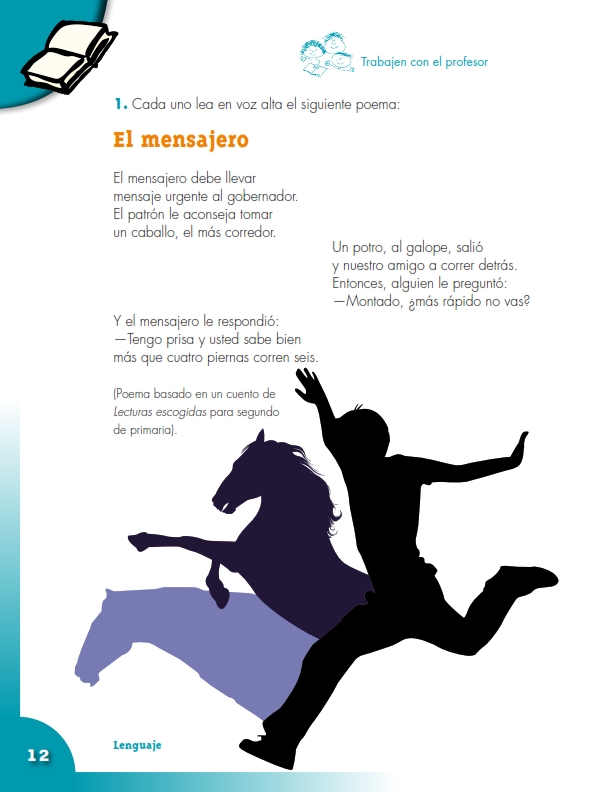 Trabajen con el profesor
1. Cada uno lea en voz alta el siguiente poema:
El mensajero
El mensajero debe llevar
mensaje urgente al gobernador.
El patrón le aconseja tomar
un caballo, el más corredor.
Un potro, al galope, salió
y nuestro amigo a correr detrás.
Entonces, alguien le preguntó:
—Montado, ¿más rápido no vas?
Y el mensajero le respondió:
—Tengo prisa y usted sabe bien
más que cuatro piernas corren seis.
(Poema basado en un cuento de
Lecturas escogidas para segundo
de primaria).
Lenguaje
12